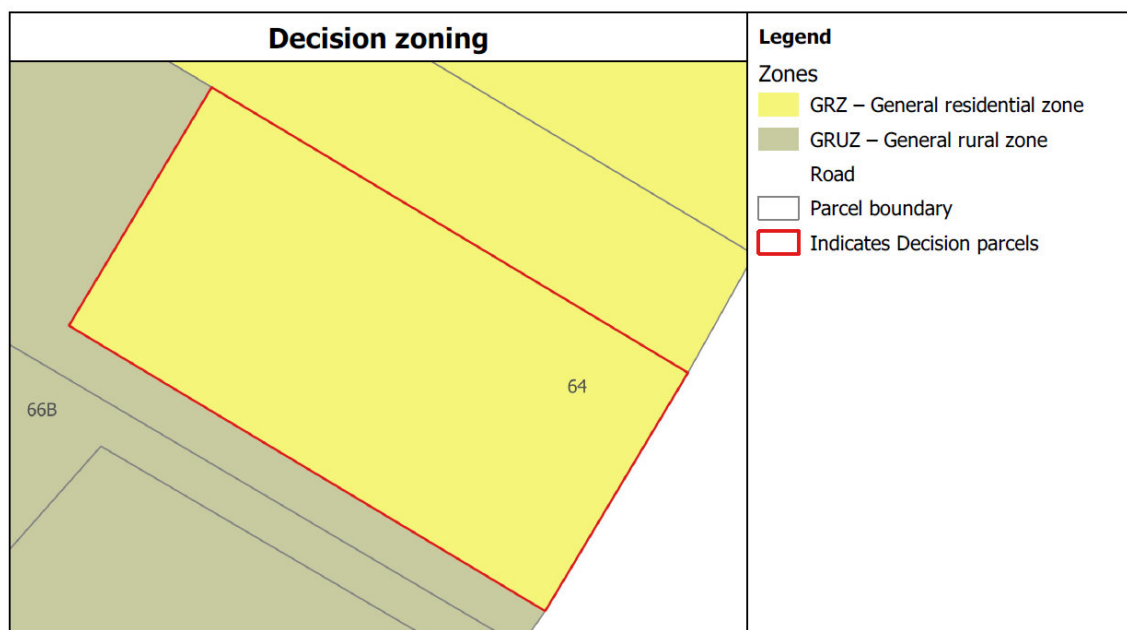 Decision zoning
64
66B
Legend
Zones
GRZ – General residential zone
GRUZ – General rural zone
Road
Parcel boundary
Indicates Decision parcels